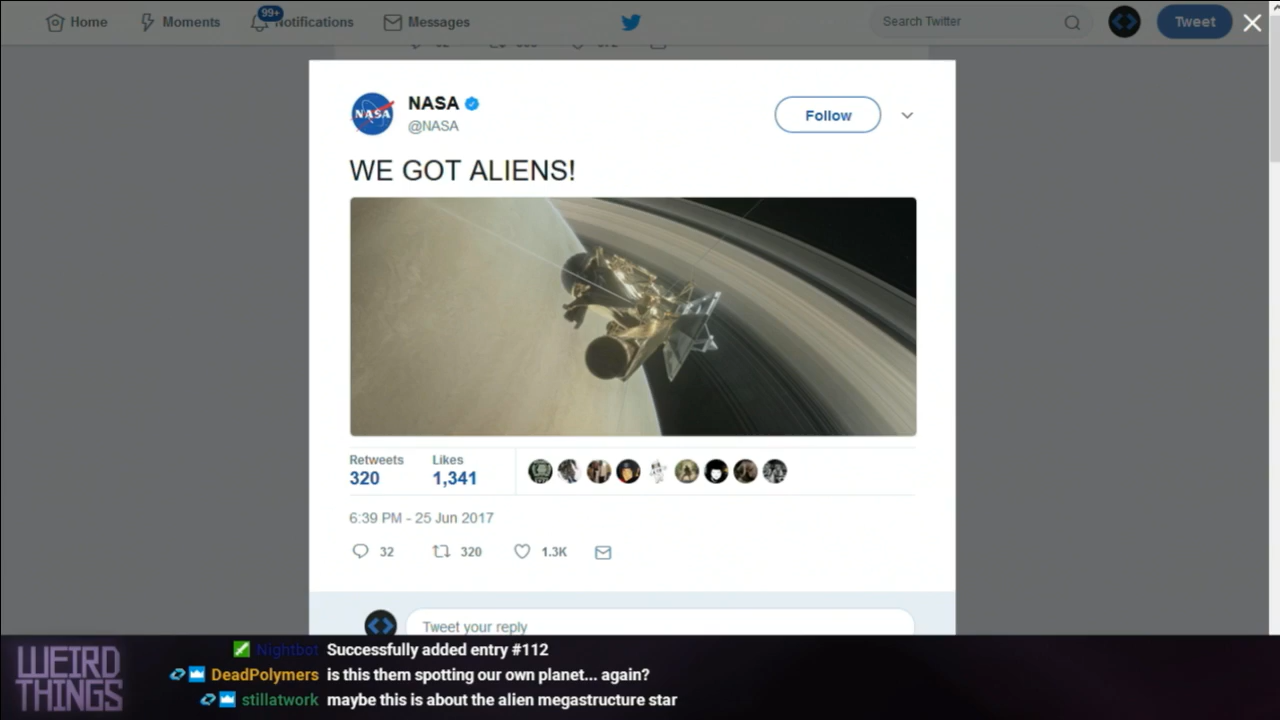 Home Moments 99+ Notifications Messages Search Twitter Tweet
NASA
NASA
@NASA
Follow
WE GOT ALIENS!
Retweets Likes
320 1,341
6:39 PM - 25 Jun 2017
32 320 1.3K
Tweet your reply
WEIRD
THINGS
Nightbot Successfully added entry #112
DeadPolymers is this them spotting our own planet... again?
stillatwork maybe this is about the alien megastructure star